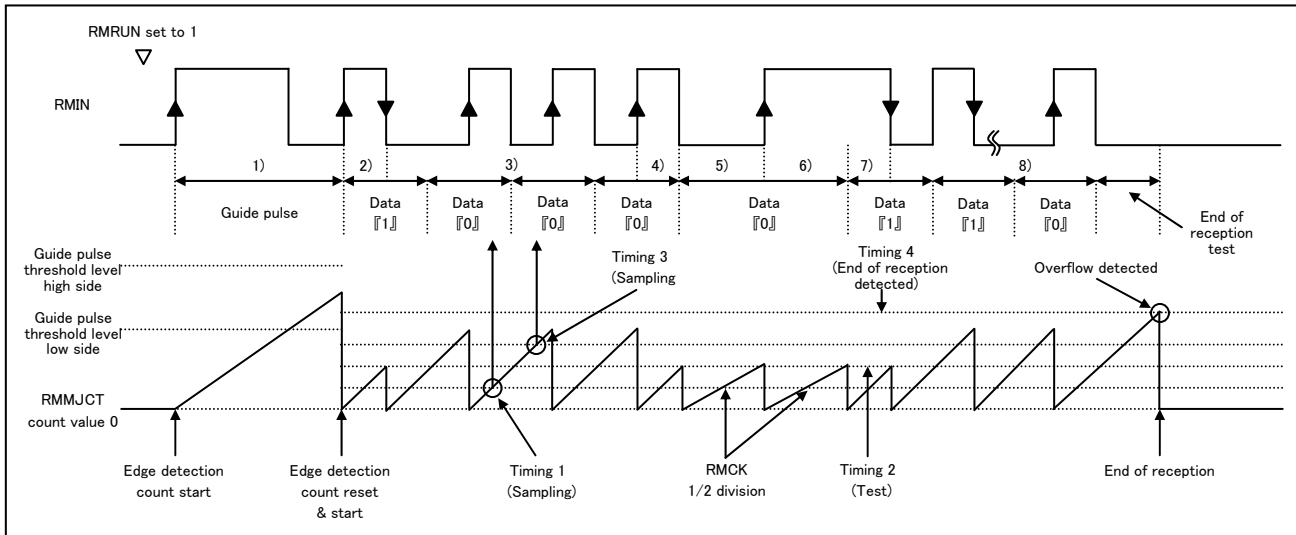 RMRUN set to 1
RMIN
1)
2)
3)
4)
5)
6)
7)
8)
Guide pulse
Data
『1』
Data
『0』
Data
『0』
Data
『0』
Data
『0』
Data
『1』
Data
『1』
Data
『0』
End of
reception
test
Guide pulse
threshold level
high side
Timing 3
(Sampling
Timing 4
(End of reception
detected)
Overflow detected
Guide pulse
threshold level
low side
RMMJCT
count value 0
Edge detection
count start
Edge detection
count reset
& start
Timing 1
(Sampling)
RMCK
1/2 division
Timing 2
(Test)
End of reception